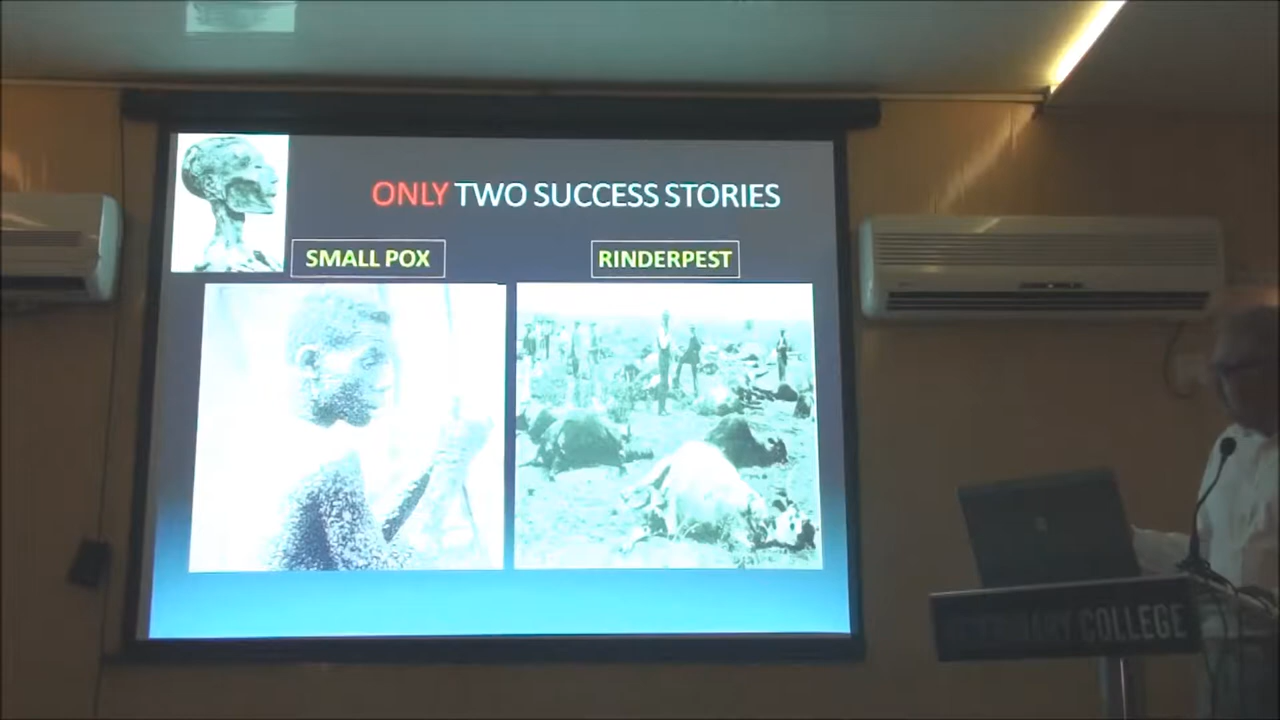 ONLY TWO SUCCESS STORIES
SMALL POX
RINDERPEST
COLLEGE